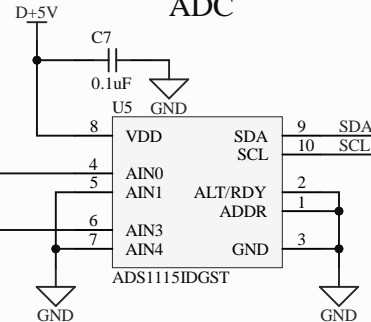 ADC
D+5V
C7
0.1uF
GND
U5
8 VDD SDA 9 SDA
SCL 10 SCL
4 AIN0
5 AIN1 ALT/RDY 2
ADDR 1
6 AIN3
7 AIN4 GND 3
ADS1115IDGST
GND GND